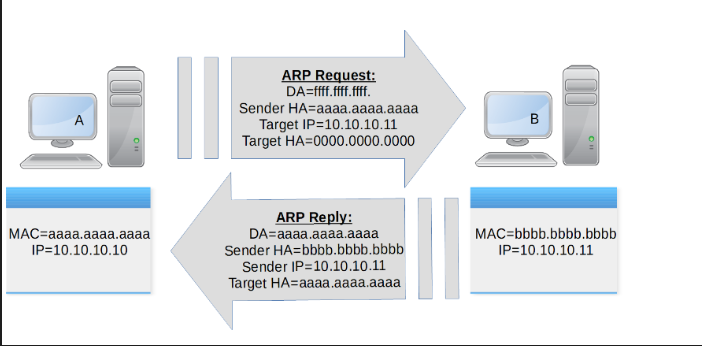 A
ARP Request:
DA=ffff.ffff.ffff.
Sender HA=aaaa.aaaa.aaaa
Target IP=10.10.10.11
Target HA=0000.0000.0000
B
MAC=aaaa.aaaa.aaaa
IP=10.10.10.10
ARP Reply:
DA=aaaa.aaaa.aaaa
Sender HA=bbbb.bbbb.bbbb
Sender IP=10.10.10.11
Target HA=aaaa.aaaa.aaaa
MAC=bbbb.bbbb.bbbb
IP=10.10.10.11